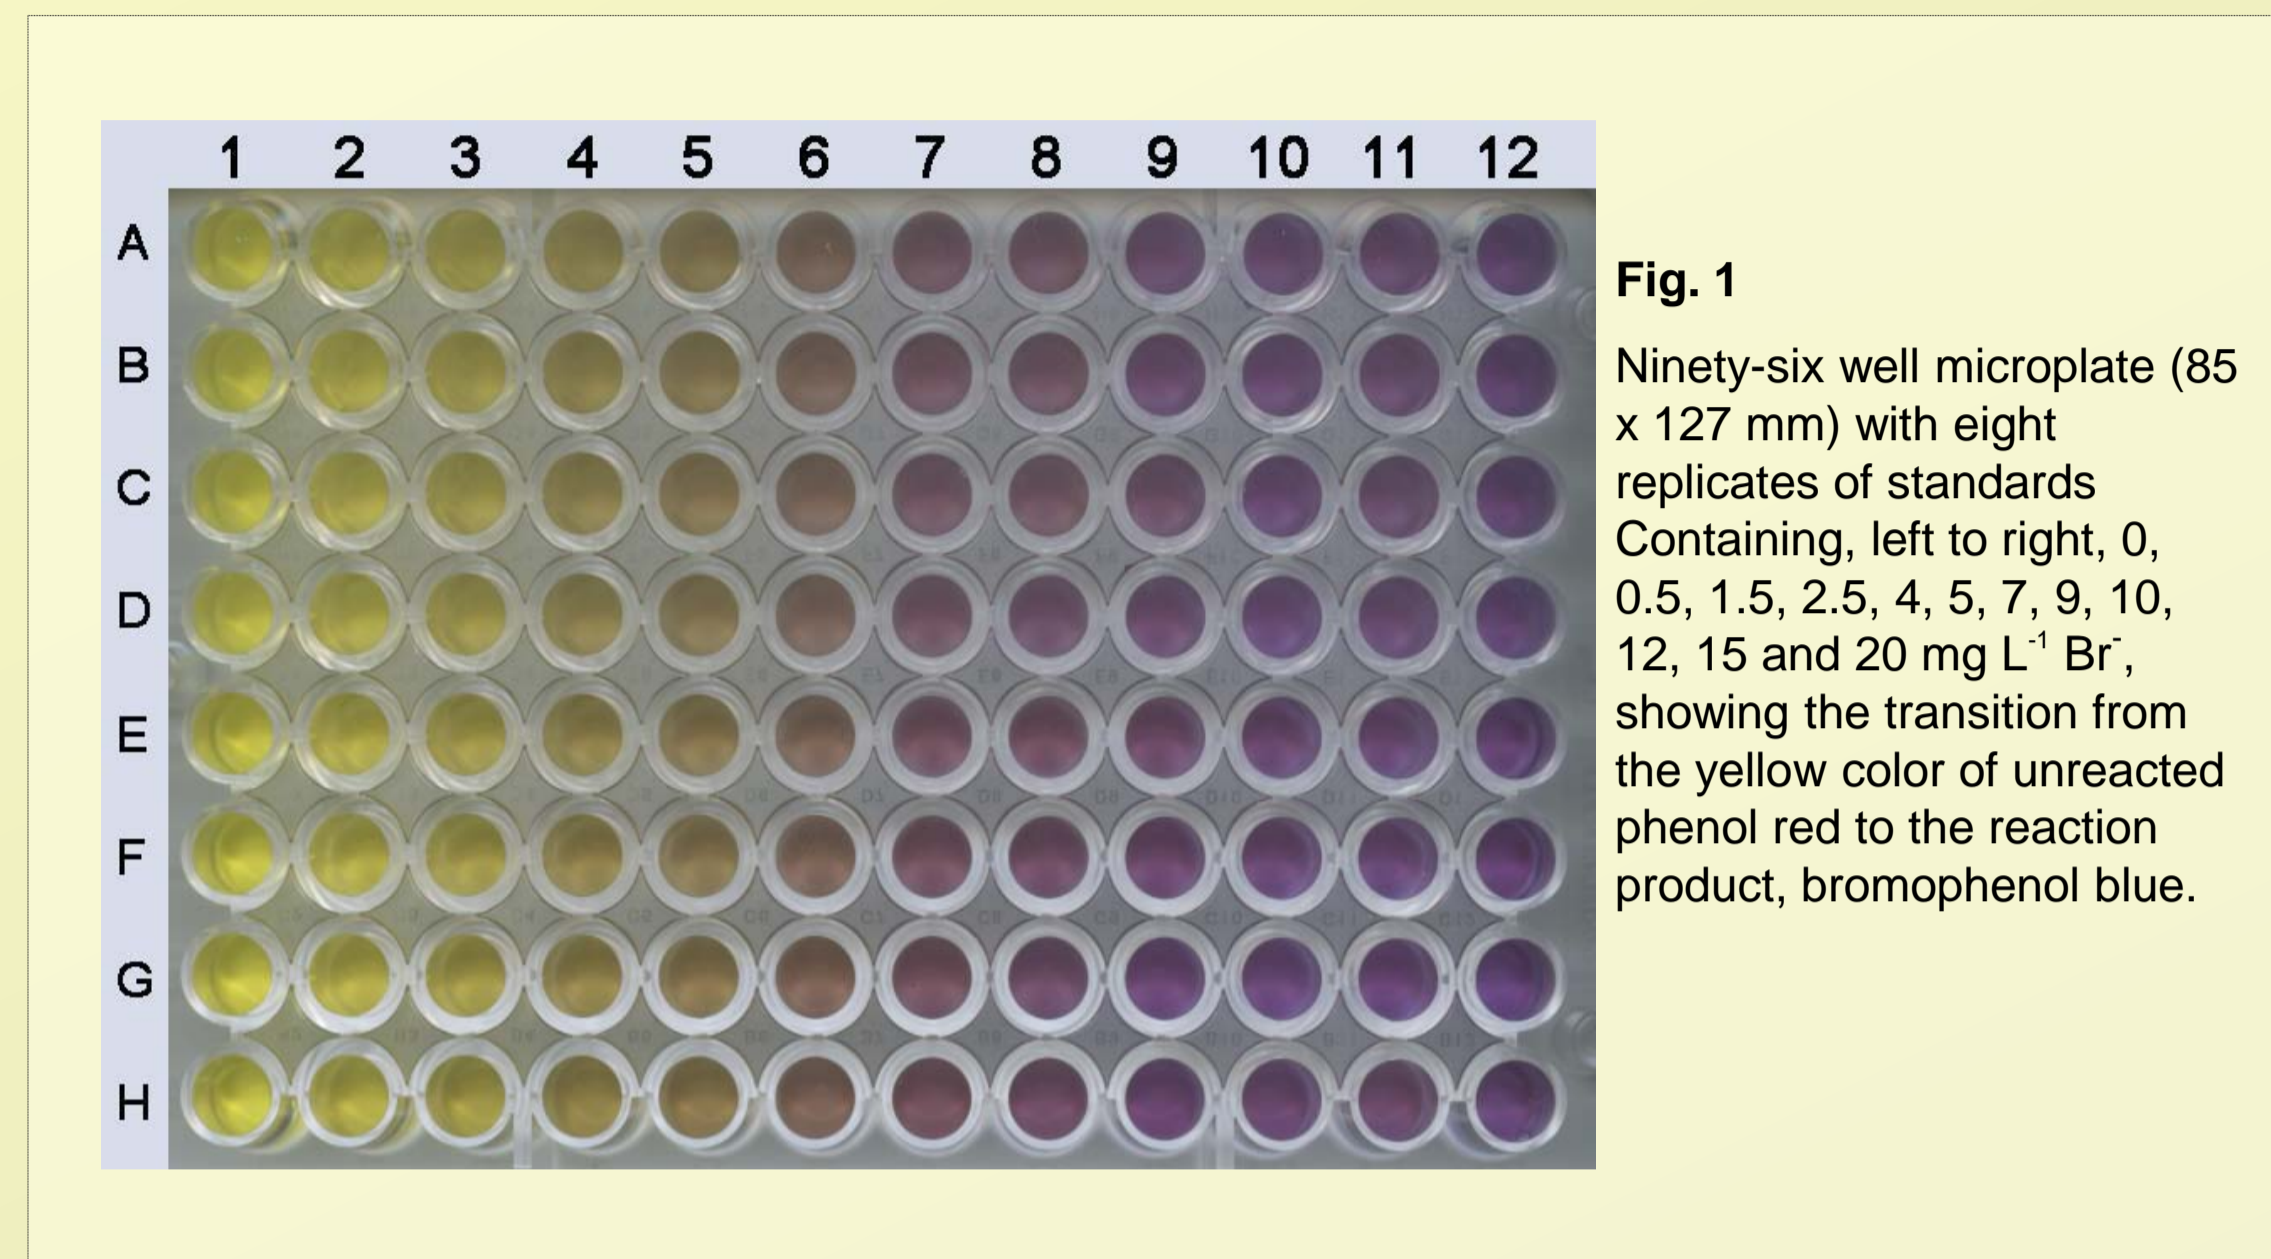 1 2 3 4 5 6 7 8 9 10 11 12
A
B
C
D
E
F
G
H
Fig. 1
Ninety-six well microplate (85
x 127 mm) with eight
replicates of standards
Containing, left to right, 0,
0.5, 1.5, 2.5, 4, 5, 7, 9, 10,
12, 15 and 20 mg L⁻¹ Br⁻,
showing the transition from
the yellow color of unreacted
phenol red to the reaction
product, bromophenol blue.